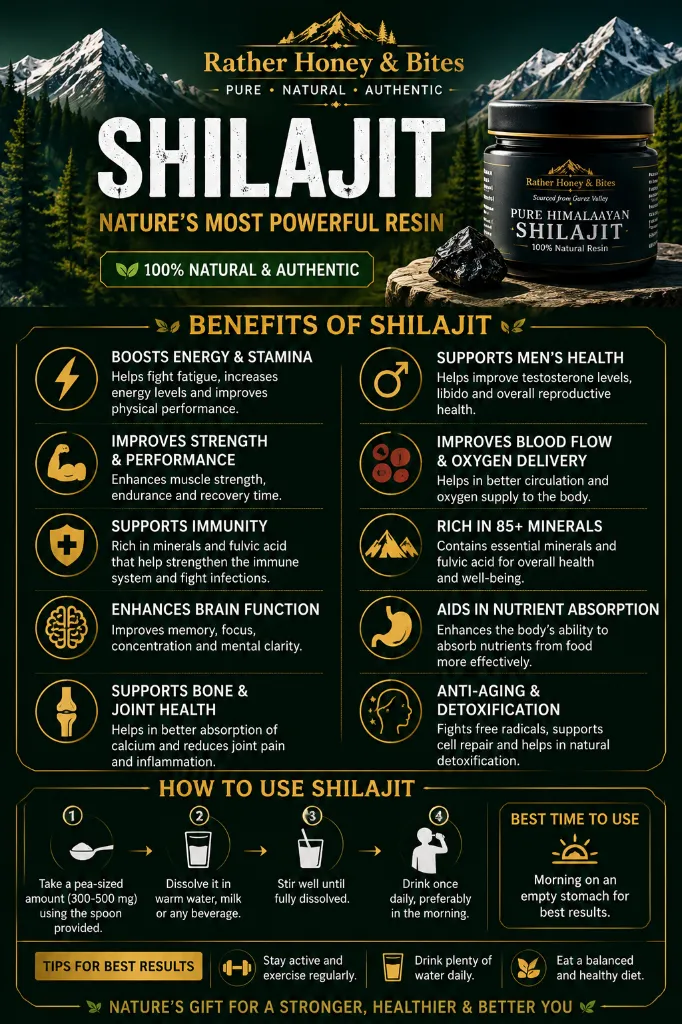 Rather Honey & Bites
PURE • NATURAL • AUTHENTIC
SHILAJIT
NATURE'S MOST POWERFUL RESIN
100% NATURAL & AUTHENTIC
Rather Honey & Bites
Sourced from Gurez Valley
PURE HIMALAAYAN
SHILAJIT
100% Natural Resin
BENEFITS OF SHILAJIT
BOOSTS ENERGY & STAMINA
Helps fight fatigue, increases
energy levels and improves
physical performance.
SUPPORTS MEN'S HEALTH
Helps improve testosterone levels,
libido and overall reproductive
health.
IMPROVES STRENGTH
& PERFORMANCE
Enhances muscle strength,
endurance and recovery time.
IMPROVES BLOOD FLOW
& OXYGEN DELIVERY
Helps in better circulation and
oxygen supply to the body.
SUPPORTS IMMUNITY
Rich in minerals and fulvic acid
that help strengthen the immune
system and fight infections.
RICH IN 85+ MINERALS
Contains essential minerals and
fulvic acid for overall health
and well-being.
ENHANCES BRAIN FUNCTION
Improves memory, focus,
concentration and mental clarity.
AIDS IN NUTRIENT ABSORPTION
Enhances the body's ability to
absorb nutrients from food
more effectively.
SUPPORTS BONE &
JOINT HEALTH
Helps in better absorption of
calcium and reduces joint pain
and inflammation.
ANTI-AGING &
DETOXIFICATION
Fights free radicals, supports
cell repair and helps in natural
detoxification.
HOW TO USE SHILAJIT
1
Take a pea-sized
amount (300-500 mg)
using the spoon
provided.
2
Dissolve it in
warm water, milk
or any beverage.
3
Stir well until
fully dissolved.
4
Drink once
daily, preferably
in the morning.
BEST TIME TO USE
Morning on an
empty stomach for
best results.
TIPS FOR BEST RESULTS
Stay active and
exercise regularly.
Drink plenty of
water daily.
Eat a balanced
and healthy diet.
NATURE'S GIFT FOR A STRONGER, HEALTHIER & BETTER YOU